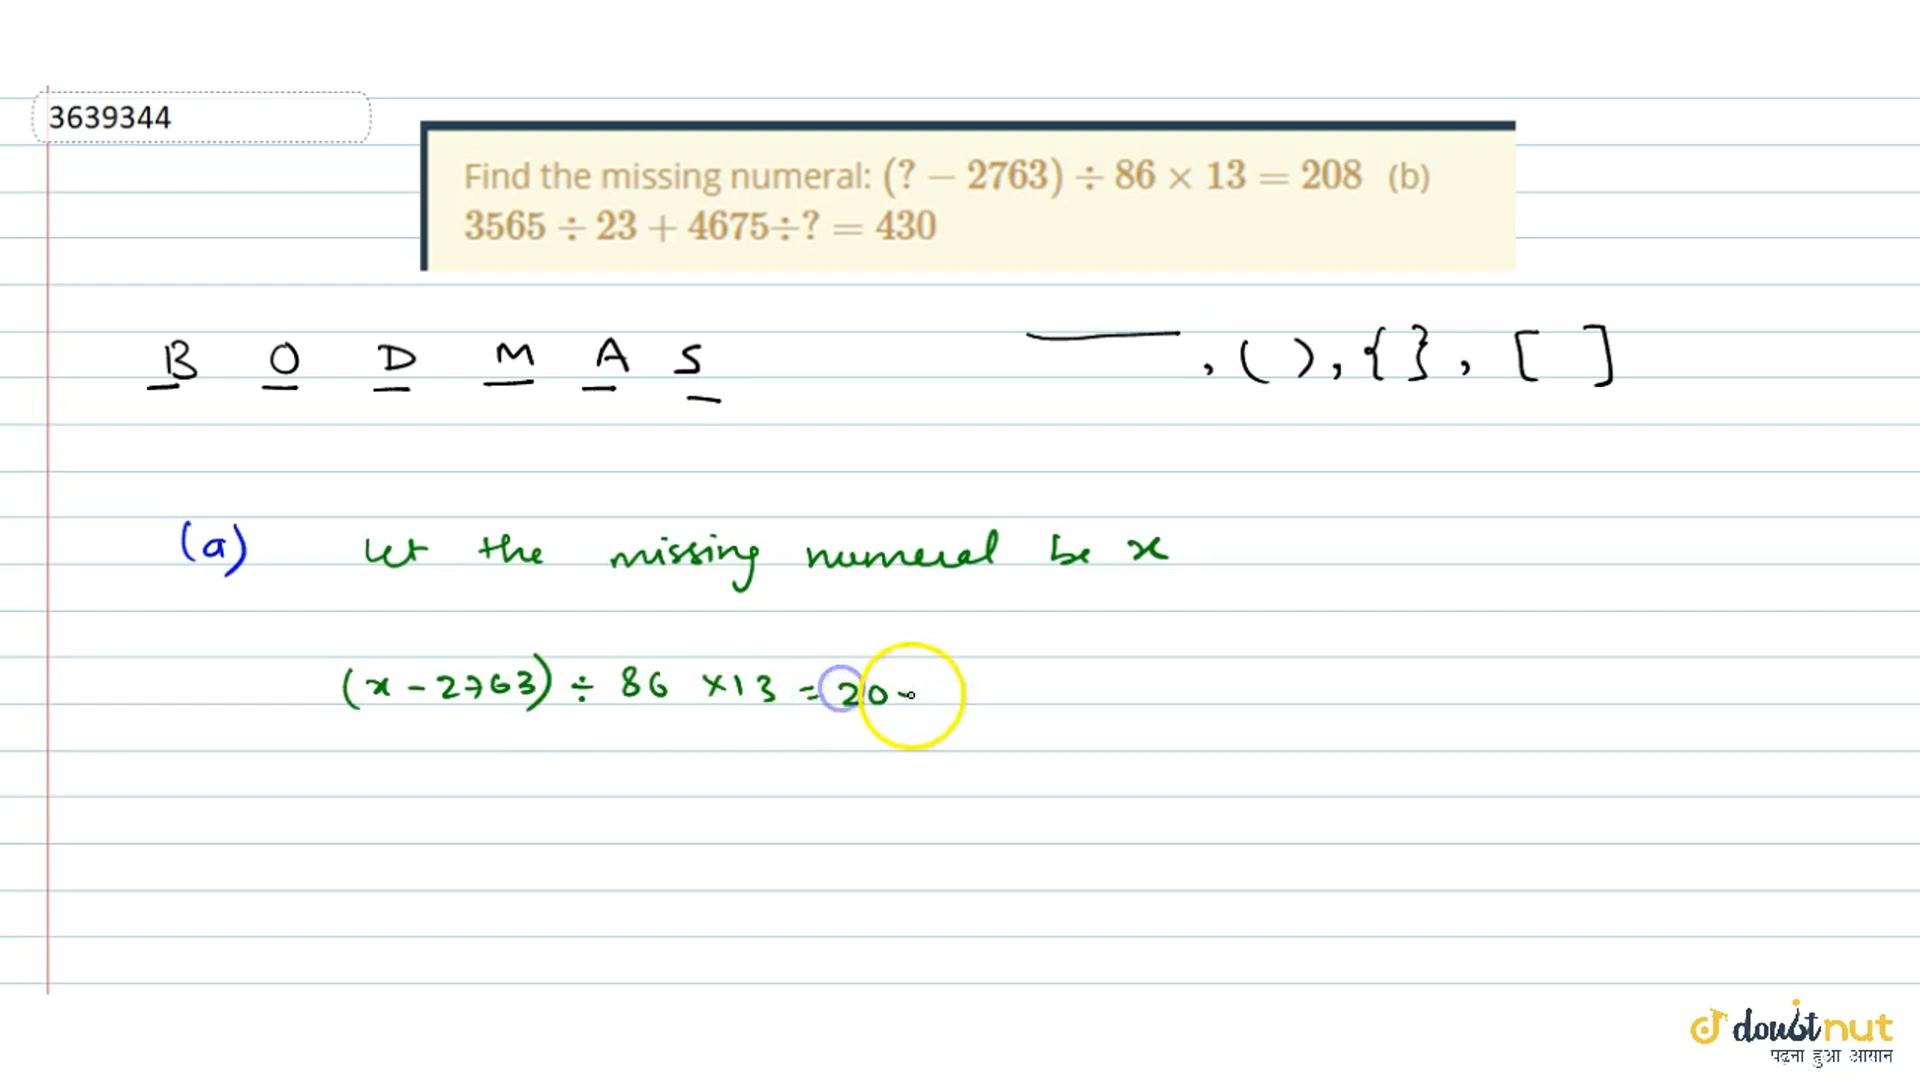 3639344
Find the missing numeral: (? − 2763) ÷ 86 × 13 = 208 (b)
3565 ÷ 23 + 4675÷? = 430
B O D M A S , ( ) , { } , [ ]
(a) Let the missing numeral be x
(x - 2763) ÷ 86 × 13 = 20
doubtnut
पढ़ना हुआ आसान